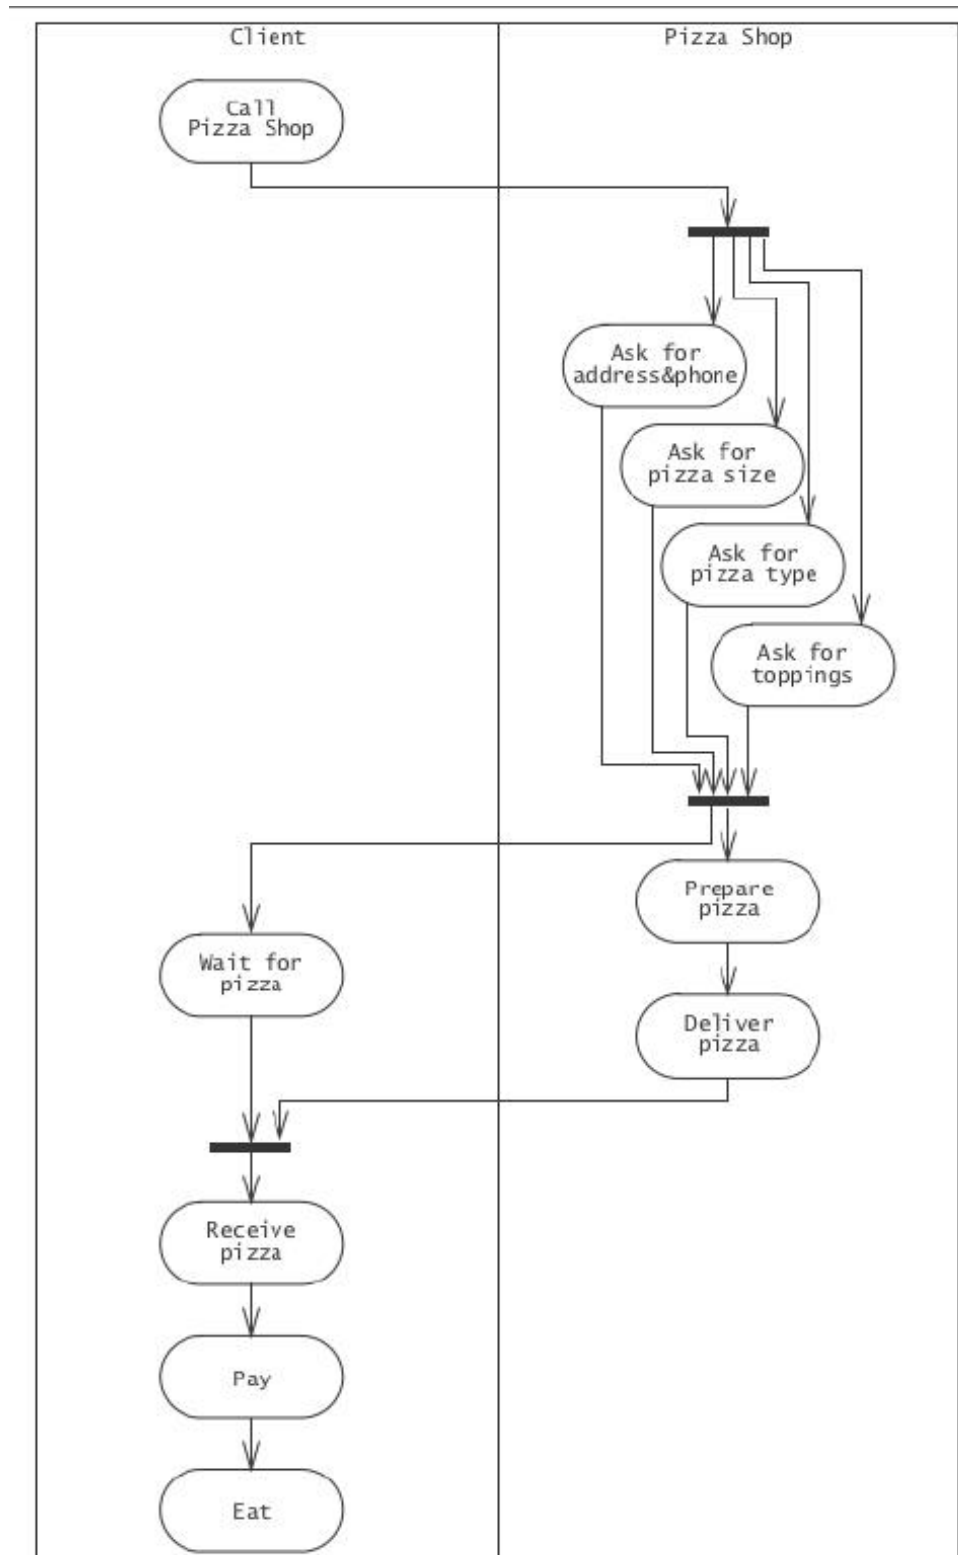 Client
Pizza Shop
Call
Pizza Shop
Ask for
address&phone
Ask for
pizza size
Ask for
pizza type
Ask for
toppings
Prepare
pizza
Wait for
pizza
Deliver
pizza
Receive
pizza
Pay
Eat